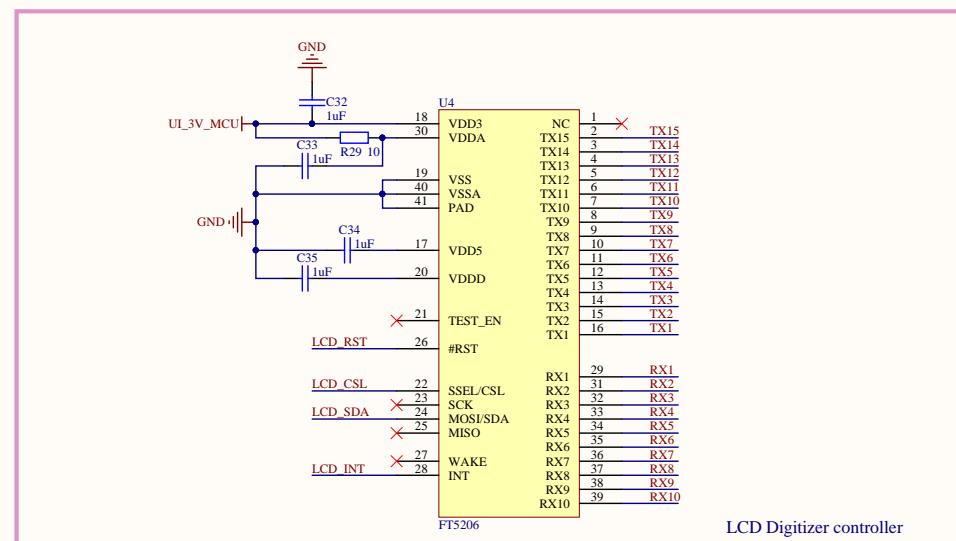 GND
C32
1uF
U4
UI_3V_MCU
18 VDD3 NC 1
30 VDDA TX15 2 TX15
R29 10
C33
1uF
TX14 3 TX14
TX13 4 TX13
19 VSS TX12 5 TX12
40 VSSA TX11 6 TX11
41 PAD TX10 7 TX10
GND
TX9 8 TX9
TX8 9 TX8
C34
1uF
17 VDD5 TX7 10 TX7
TX6 11 TX6
C35
1uF
20 VDDD TX5 12 TX5
TX4 13 TX4
TX3 14 TX3
21 TEST_EN TX2 15 TX2
TX1 16 TX1
LCD_RST 26 #RST
RX1 29 RX1
LCD_CSL 22 SSEL/CSL RX2 31 RX2
23 SCK RX3 32 RX3
LCD_SDA 24 MOSI/SDA RX4 33 RX4
25 MISO RX5 34 RX5
RX6 35 RX6
27 WAKE RX7 36 RX7
LCD_INT 28 INT RX8 37 RX8
RX9 38 RX9
RX10 39 RX10
FT5206
LCD Digitizer controller